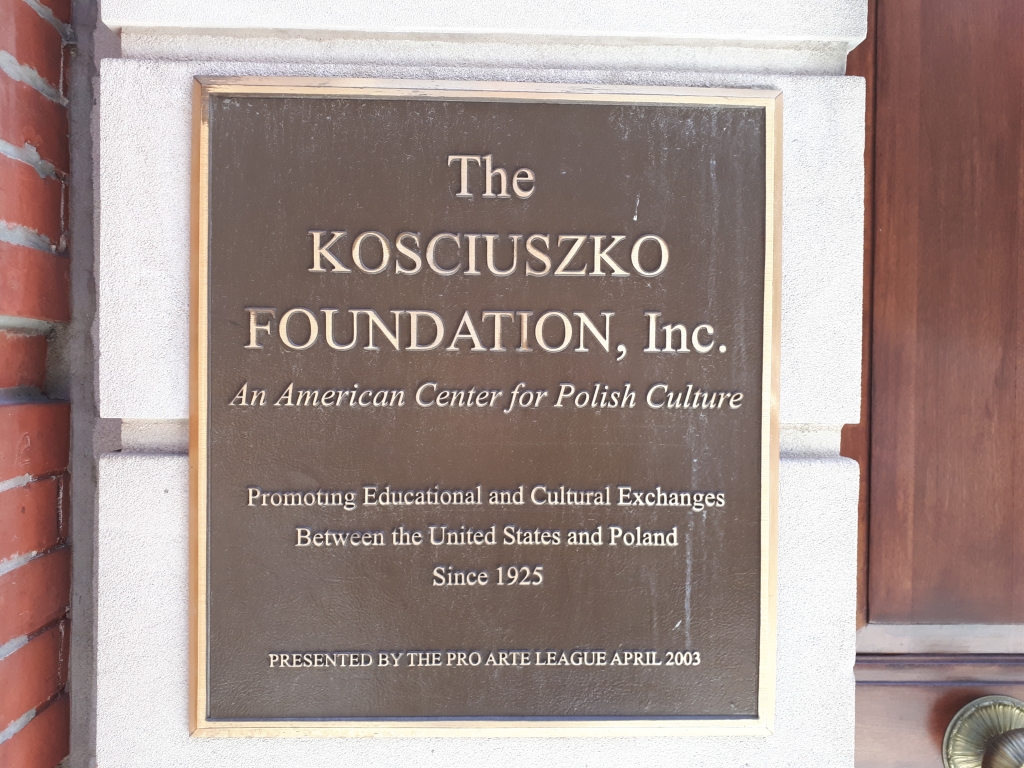 The
KOSCIUSZKO
FOUNDATION, Inc.
An American Center for Polish Culture
Promoting Educational and Cultural Exchanges
Between the United States and Poland
Since 1925
PRESENTED BY THE PRO ARTE LEAGUE APRIL 2003